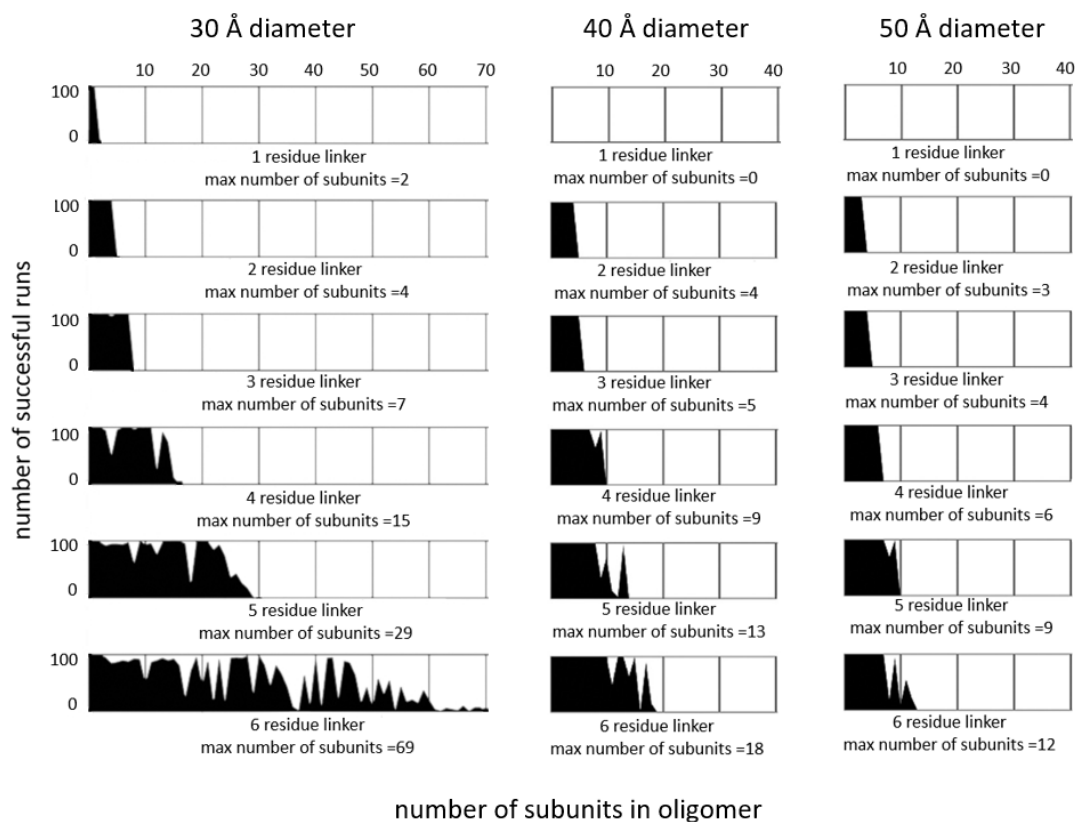 30 Å diameter 40 Å diameter 50 Å diameter
10 20 30 40 50 60 70 10 20 30 40 10 20 30 40
100
0
1 residue linker
max number of subunits =2
1 residue linker
max number of subunits =0
1 residue linker
max number of subunits =0
100
0
2 residue linker
max number of subunits =4
2 residue linker
max number of subunits =4
2 residue linker
max number of subunits =3
100
0
3 residue linker
max number of subunits =7
3 residue linker
max number of subunits =5
3 residue linker
max number of subunits =4
100
0
4 residue linker
max number of subunits =15
4 residue linker
max number of subunits =9
4 residue linker
max number of subunits =6
100
0
5 residue linker
max number of subunits =29
5 residue linker
max number of subunits =13
5 residue linker
max number of subunits =9
100
0
6 residue linker
max number of subunits =69
6 residue linker
max number of subunits =18
6 residue linker
max number of subunits =12
number of successful runs
number of subunits in oligomer